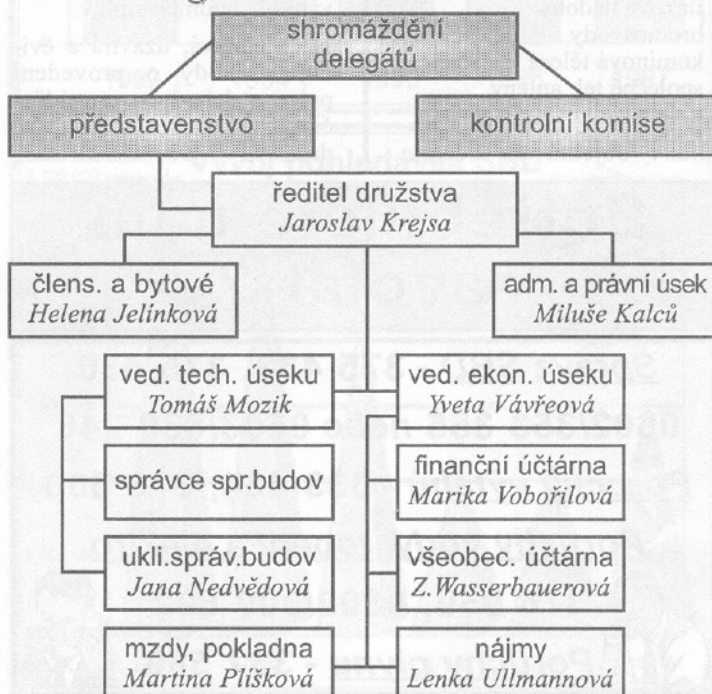 shromáždění
delegátů
představenstvo
kontrolní komise
ředitel družstva
Jaroslav Krejsa
člens. a bytové
Helena Jelínková
adm. a právní úsek
Miluše Kalců
ved. tech. úseku
Tomáš Mozik
ved. ekon. úseku
Yveta Vávřeová
správce spr.budov
finanční účtárna
Marika Vobořilová
ukli.správ.budov
Jana Nedvědová
všeobec. účtárna
Z.Wasserbauerová
mzdy, pokladna
Martina Plíšková
nájmy
Lenka Ullmannová